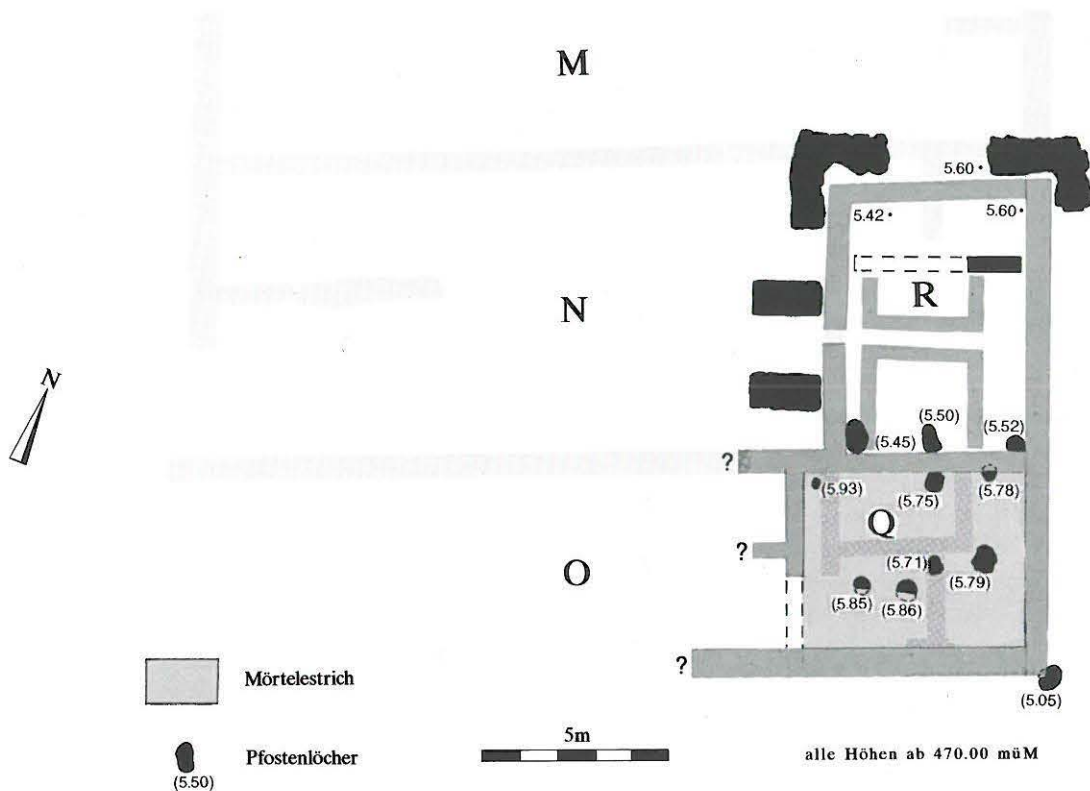 M
5.60
5.42
5.60
R
N
N
(5.50)
(5.52)
(5.45)
?
(5.93)
(5.75)
(5.78)
Q
?
O
(5.71)
(5.79)
(5.85)
(5.86)
?
Mörtelestrich
(5.05)
5m
Pfostenlöcher
(5.50)
alle Höhen ab 470.00 müM